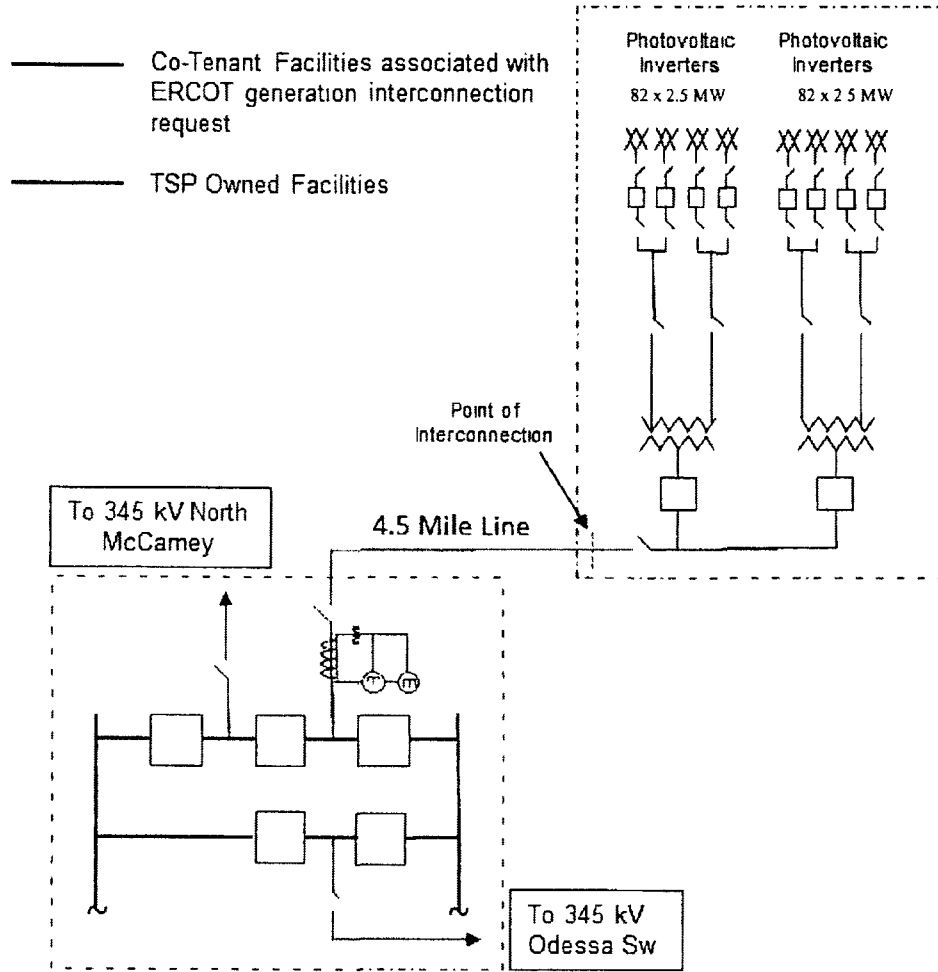 Co-Tenant Facilities associated with
ERCOT generation interconnection
request
TSP Owned Facilities
Photovoltaic
Inverters
82 x 2.5 MW
Photovoltaic
Inverters
82 x 2 5 MW
Point of
Interconnection
4.5 Mile Line
To 345 kV North
McCamey
To 345 kV
Odessa Sw